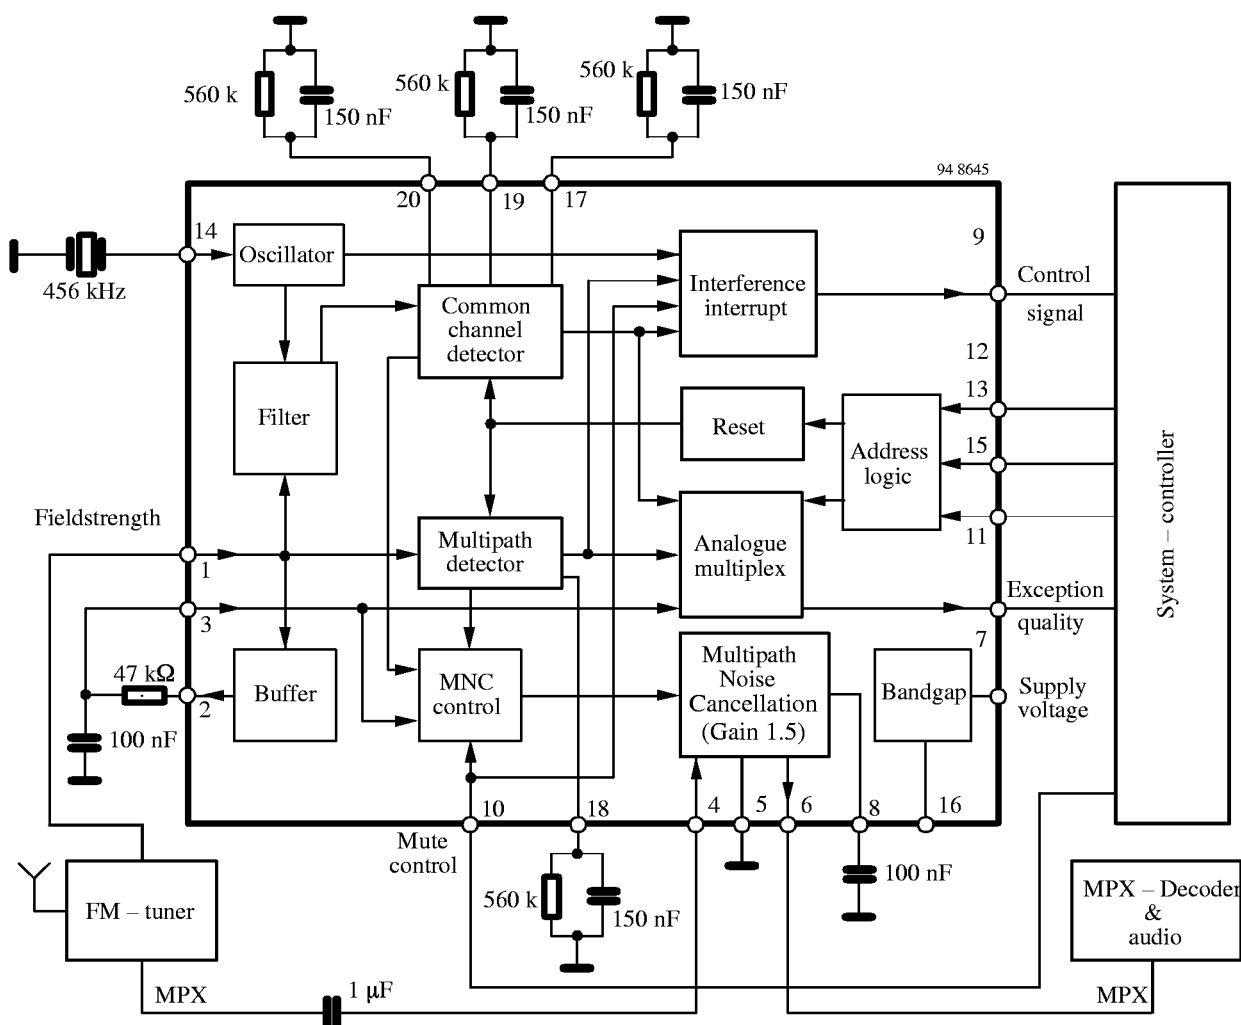 560 k
150 nF
560 k
150 nF
560 k
150 nF
94 8645
20
19
17
14
Oscillator
456 kHz
9
Interference
interrupt
Control
signal
Common
channel
detector
12
13
Filter
Reset
Address
logic
15
11
System – controller
Fieldstrength
1
Multipath
detector
Analogue
multiplex
Exception
quality
3
7
47 kΩ
2
Buffer
MNC
control
Multipath
Noise
Cancellation
(Gain 1.5)
Bandgap
Supply
voltage
100 nF
10
18
4
5
6
8
16
Mute
control
FM – tuner
560 k
150 nF
100 nF
MPX – Decoder
&
audio
MPX
1 µF
MPX